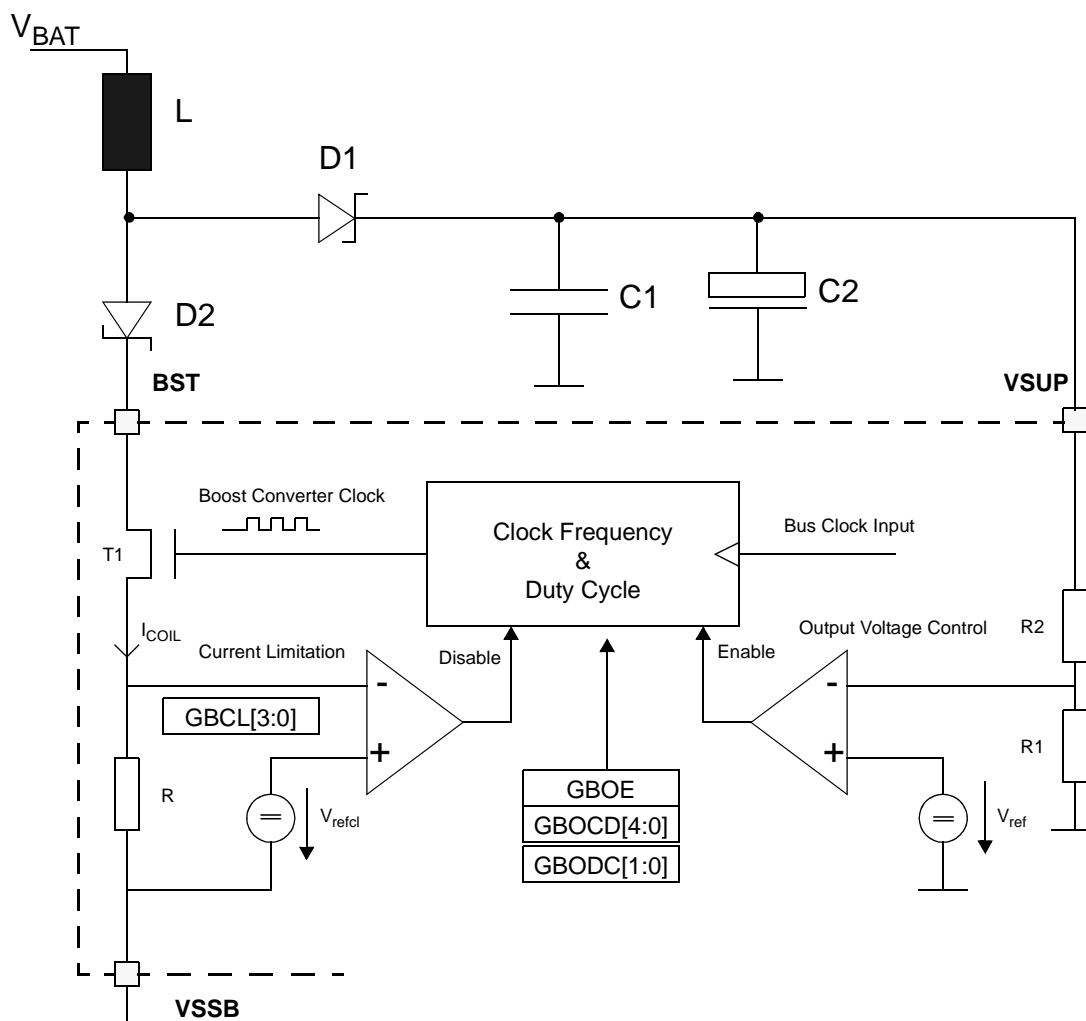 VBAT
L
D1
D2
C1
C2
BST
VSUP
Boost Converter Clock
Clock Frequency
&
Duty Cycle
Bus Clock Input
T1
ICOIL
Current Limitation
Disable
Enable
Output Voltage Control
R2
-
-
GBCL[3:0]
+
+
R1
R
=
Vrefcl
GBOE
GBOCD[4:0]
GBODC[1:0]
=
Vref
VSSB